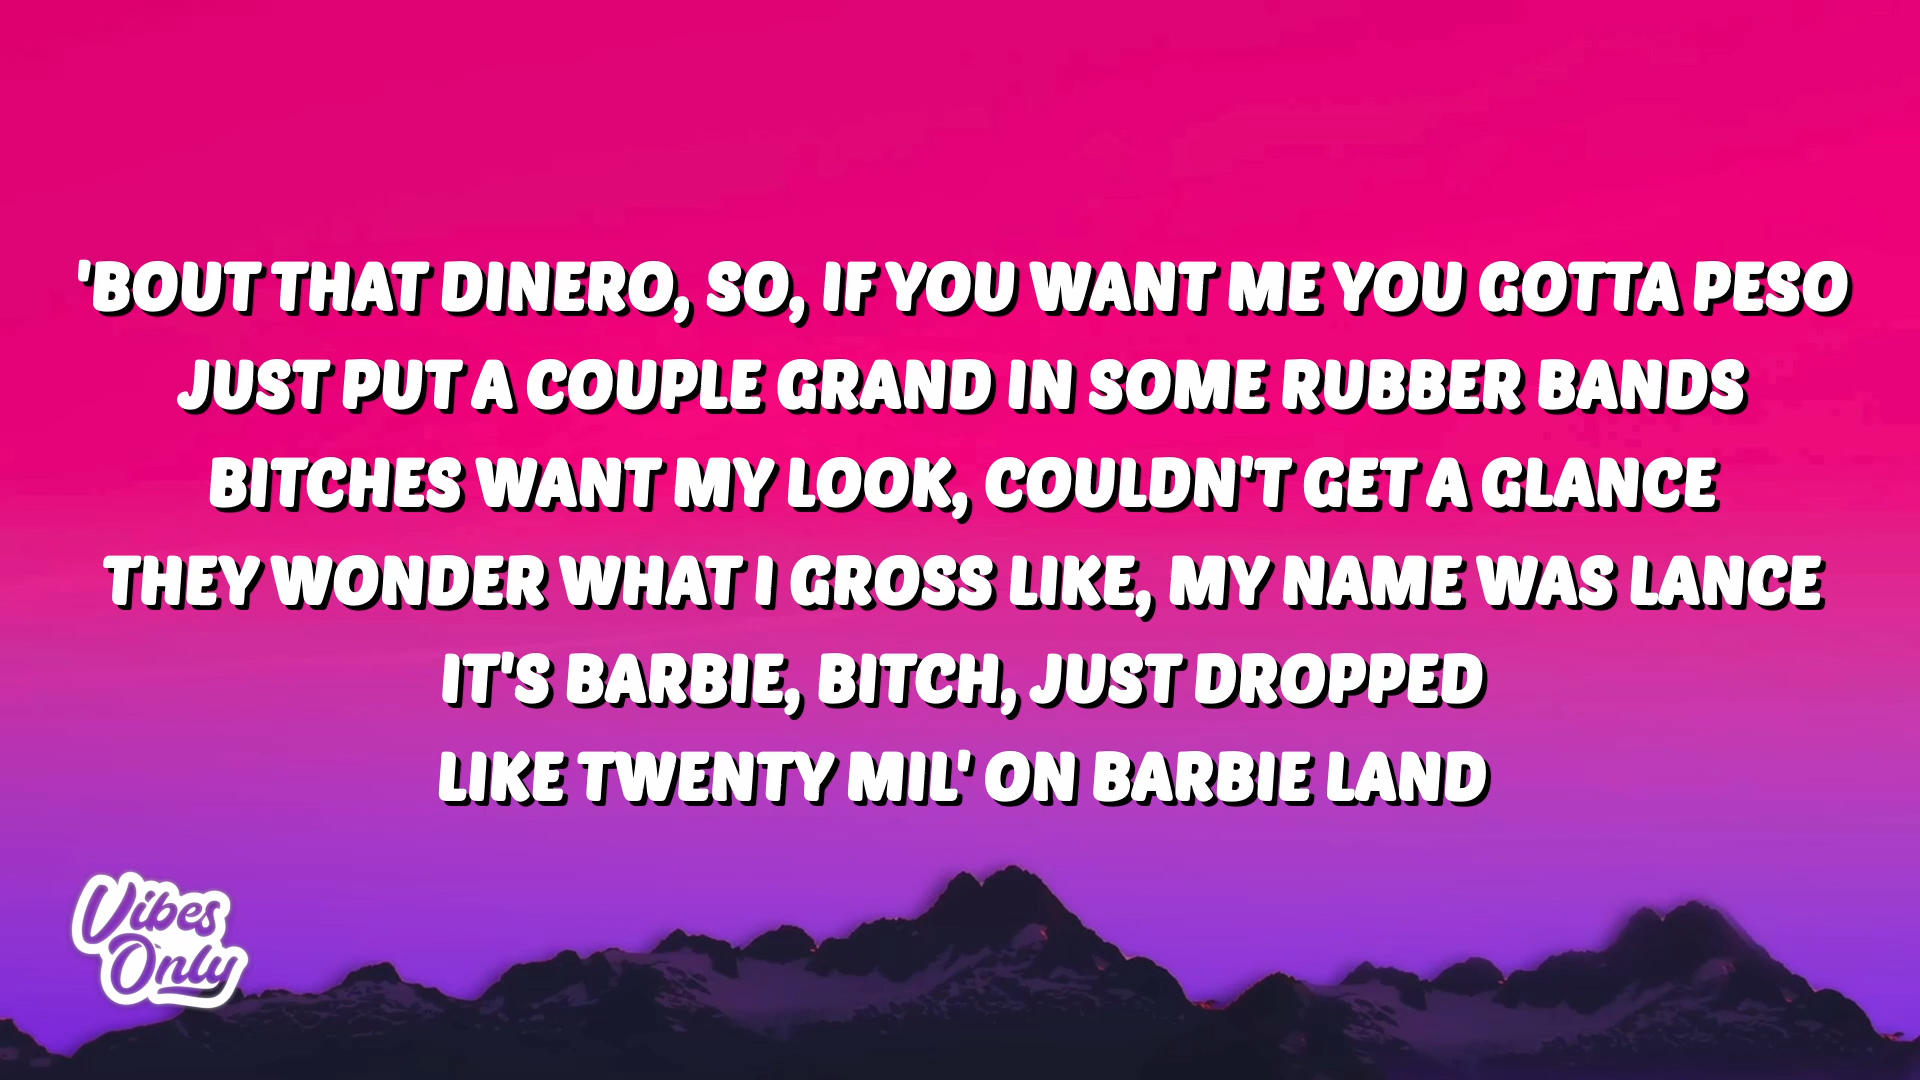 'BOUT THAT DINERO, SO, IF YOU WANT ME YOU GOTTA PESO
JUST PUT A COUPLE GRAND IN SOME RUBBER BANDS
BITCHES WANT MY LOOK, COULDN'T GET A GLANCE
THEY WONDER WHAT I GROSS LIKE, MY NAME WAS LANCE
IT'S BARBIE, BITCH, JUST DROPPED
LIKE TWENTY MIL' ON BARBIE LAND
Vibes
Only